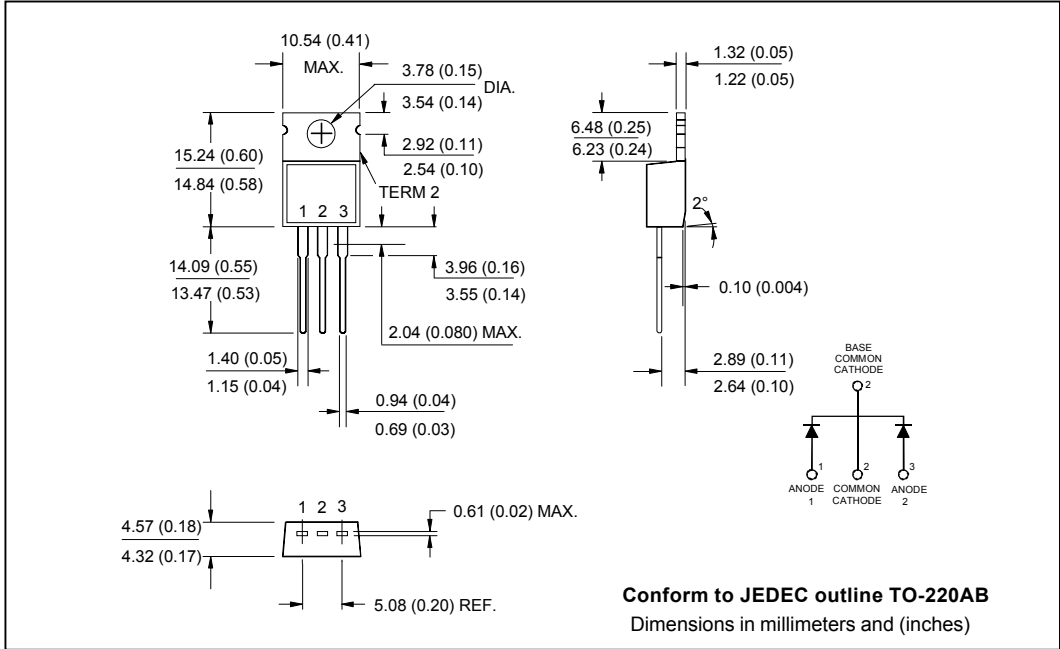 10.54 (0.41)
MAX.
3.78 (0.15)
3.54 (0.14)
DIA.
2.92 (0.11)
2.54 (0.10)
TERM 2
15.24 (0.60)
14.84 (0.58)
1 2 3
14.09 (0.55)
13.47 (0.53)
3.96 (0.16)
3.55 (0.14)
2.04 (0.080) MAX.
1.40 (0.05)
1.15 (0.04)
0.94 (0.04)
0.69 (0.03)
1.32 (0.05)
1.22 (0.05)
6.48 (0.25)
6.23 (0.24)
2°
0.10 (0.004)
2.89 (0.11)
2.64 (0.10)
BASE
COMMON
CATHODE
2
1 2 3
ANODE COMMON ANODE
1 CATHODE 2
1 2 3
4.57 (0.18)
4.32 (0.17)
0.61 (0.02) MAX.
5.08 (0.20) REF.
Conform to JEDEC outline TO-220AB
Dimensions in millimeters and (inches)